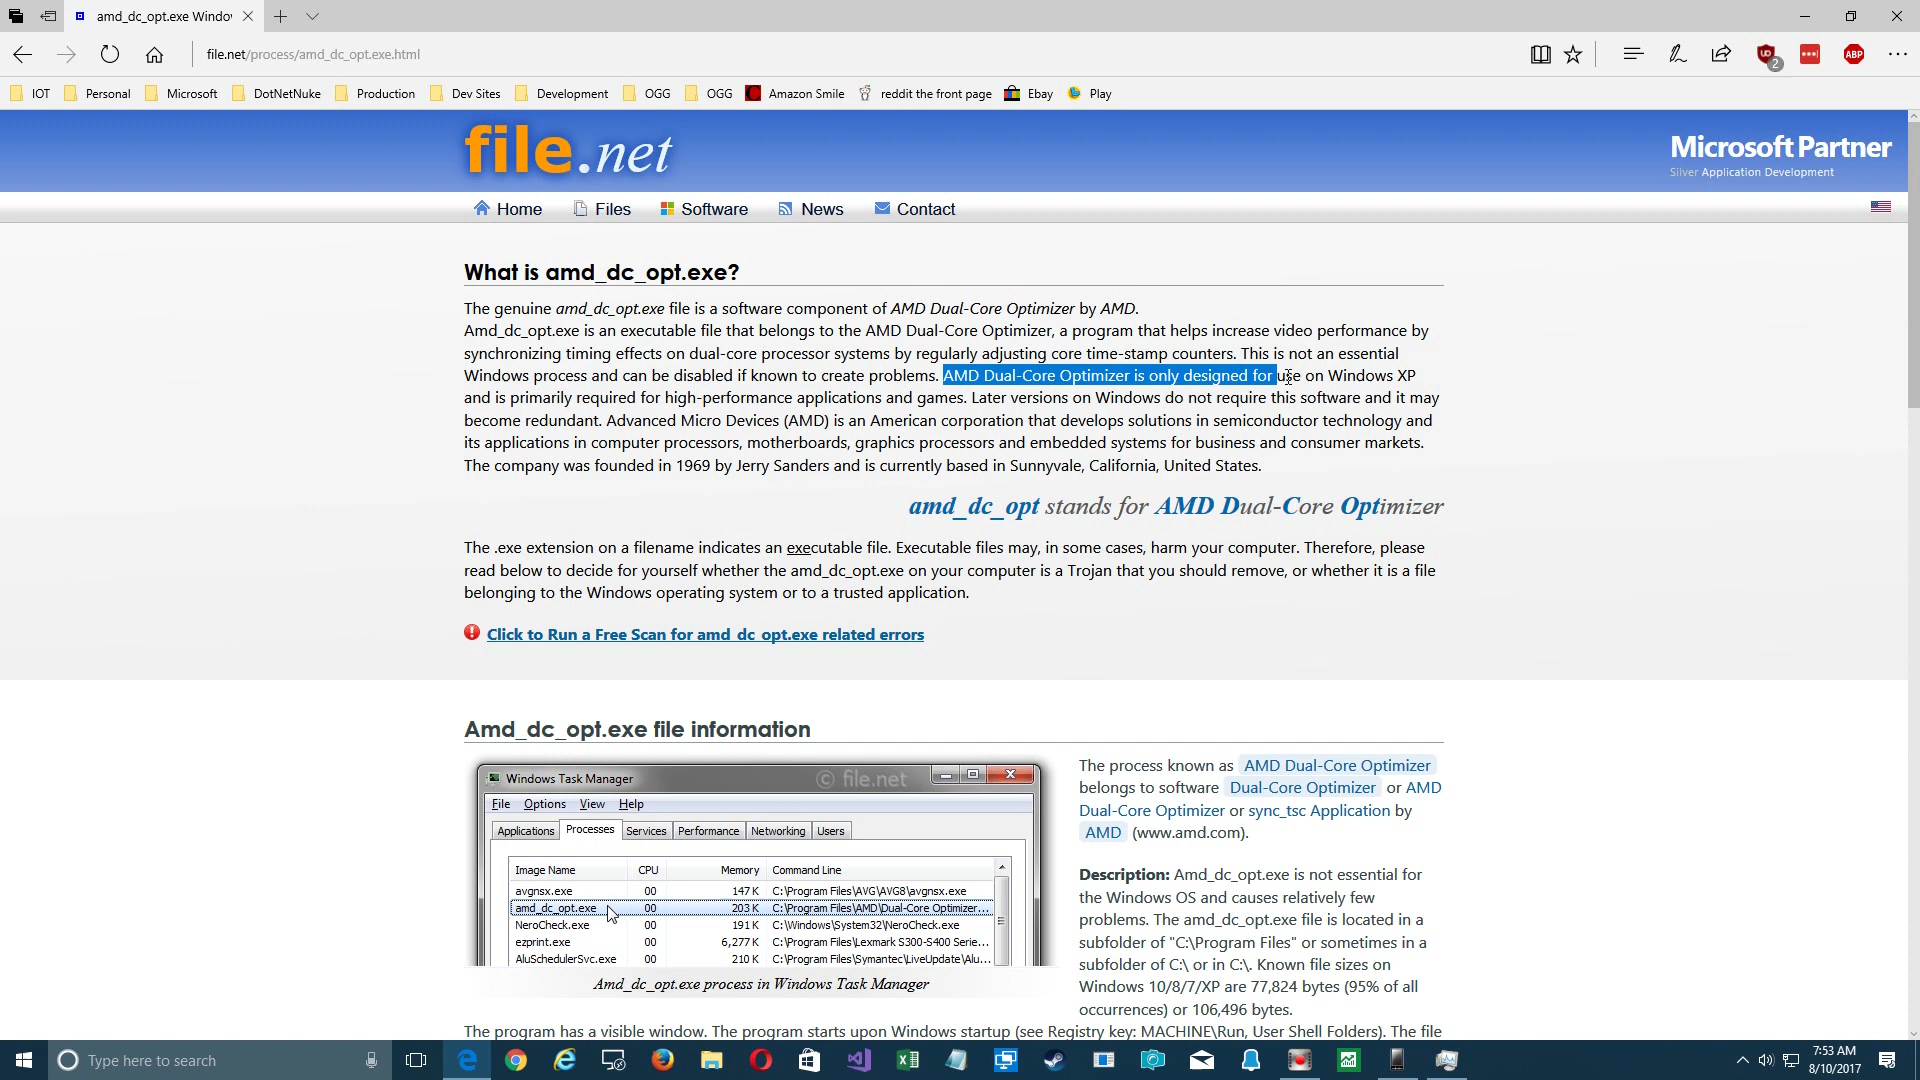 amd_dc_opt.exe Windo
file.net/process/amd_dc_opt.exe.html
2
ABP
IOT Personal Microsoft DotNetNuke Production Dev Sites Development OGG OGG Amazon Smile reddit the front page Ebay Play
file.net
Microsoft Partner
Silver Application Development
Home Files Software News Contact
What is amd_dc_opt.exe?
The genuine amd_dc_opt.exe file is a software component of AMD Dual-Core Optimizer by AMD.
Amd_dc_opt.exe is an executable file that belongs to the AMD Dual-Core Optimizer, a program that helps increase video performance by
synchronizing timing effects on dual-core processor systems by regularly adjusting core time-stamp counters. This is not an essential
Windows process and can be disabled if known to create problems. AMD Dual-Core Optimizer is only designed for use on Windows XP
and is primarily required for high-performance applications and games. Later versions on Windows do not require this software and it may
become redundant. Advanced Micro Devices (AMD) is an American corporation that develops solutions in semiconductor technology and
its applications in computer processors, motherboards, graphics processors and embedded systems for business and consumer markets.
The company was founded in 1969 by Jerry Sanders and is currently based in Sunnyvale, California, United States.
amd_dc_opt stands for AMD Dual-Core Optimizer
The .exe extension on a filename indicates an executable file. Executable files may, in some cases, harm your computer. Therefore, please
read below to decide for yourself whether the amd_dc_opt.exe on your computer is a Trojan that you should remove, or whether it is a file
belonging to the Windows operating system or to a trusted application.
Click to Run a Free Scan for amd_dc_opt.exe related errors
Amd_dc_opt.exe file information
Windows Task Manager
© file.net
File Options View Help
Applications Processes Services Performance Networking Users
Image Name CPU Memory Command Line
avgnsx.exe 00 147 K C:\Program Files\AVG\AVG8\avgnsx.exe
amd_dc_opt.exe 00 203 K C:\Program Files\AMD\Dual-Core Optimizer...
NeroCheck.exe 00 191 K C:\Windows\System32\NeroCheck.exe
ezprint.exe 00 6,277 K C:\Program Files\Lexmark S300-S400 Serie...
AluSchedulerSvc.exe 00 210 K C:\Program Files\Symantec\LiveUpdate\Alu...
Amd_dc_opt.exe process in Windows Task Manager
The process known as AMD Dual-Core Optimizer
belongs to software Dual-Core Optimizer or AMD
Dual-Core Optimizer or sync_tsc Application by
AMD (www.amd.com).
Description: Amd_dc_opt.exe is not essential for
the Windows OS and causes relatively few
problems. The amd_dc_opt.exe file is located in a
subfolder of "C:\Program Files" or sometimes in a
subfolder of C:\ or in C:\. Known file sizes on
Windows 10/8/7/XP are 77,824 bytes (95% of all
occurrences) or 106,496 bytes.
The program has a visible window. The program starts upon Windows startup (see Registry key: MACHINE\Run, User Shell Folders). The file
Type here to search
7:53 AM
8/10/2017